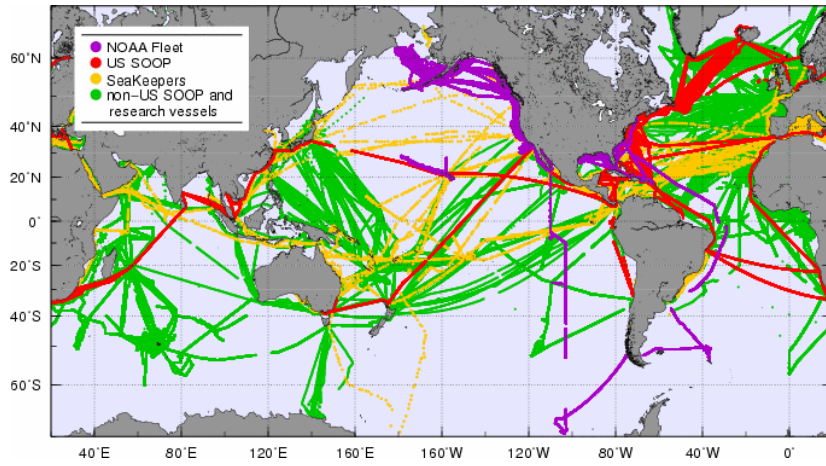 NOAA Fleet
US SOOP
SeaKeepers
non-US SOOP and
research vessels
60°N
40°N
20°N
0°
20°S
40°S
60°S
40°E 80°E 120°E 160°E 160°W 120°W 80°W 40°W 0°